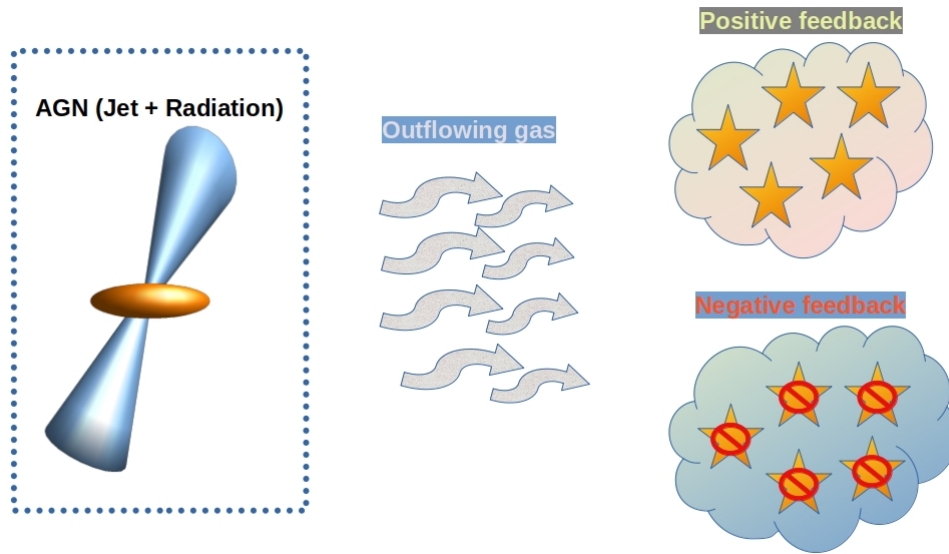 Positive feedback
AGN (Jet + Radiation)
Outflowing gas
Negative feedback